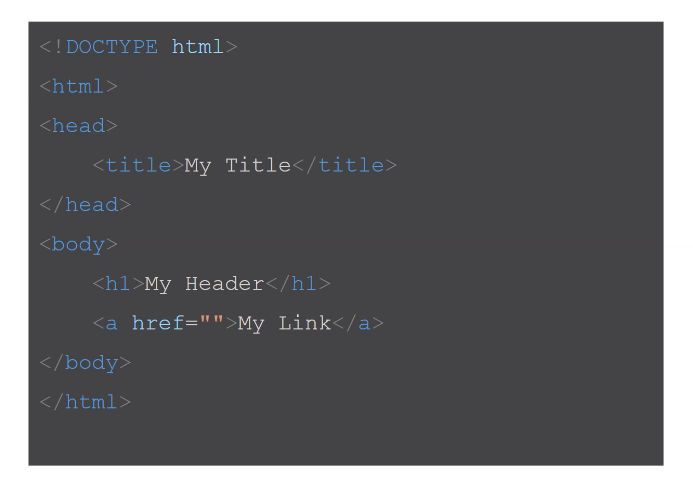 <!DOCTYPE html>
<html>
<head>
    <title>My Title</title>
</head>
<body>
    <h1>My Header</h1>
    <a href="">My Link</a>
</body>
</html>